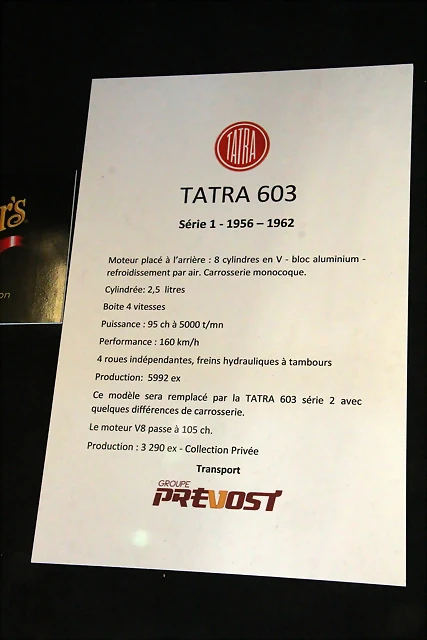 TATRA
TATRA 603
Série 1 - 1956 – 1962
Moteur placé à l'arrière : 8 cylindres en V - bloc aluminium -
refroidissement par air. Carrosserie monocoque.
Cylindrée: 2,5 litres
Boite 4 vitesses
Puissance : 95 ch à 5000 t/mn
Performance : 160 km/h
4 roues indépendantes, freins hydrauliques à tambours
Production: 5992 ex
Ce modèle sera remplacé par la TATRA 603 série 2 avec
quelques différences de carrosserie.
Le moteur V8 passe à 105 ch.
Production : 3 290 ex - Collection Privée
Transport
GROUPE
PREVOST